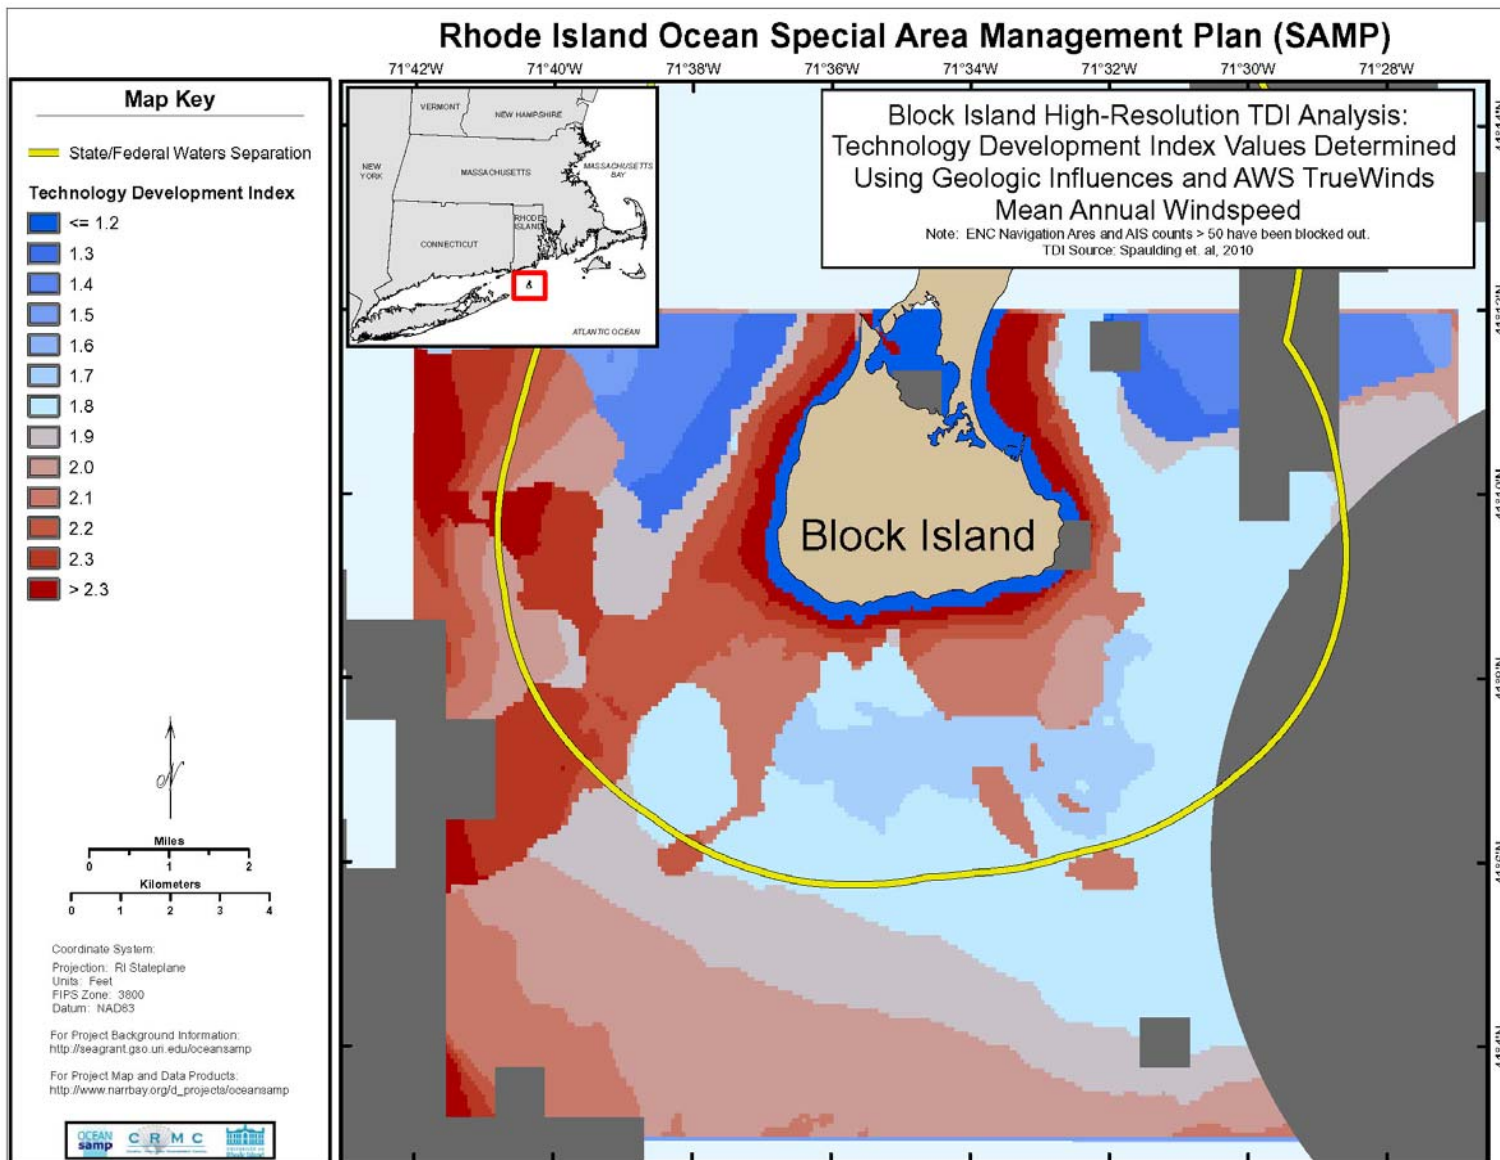 Rhode Island Ocean Special Area Management Plan (SAMP)
71°42'W
71°40'W
71°38'W
71°36'W
71°34'W
71°32'W
71°30'W
71°28'W
Map Key
State/Federal Waters Separation
Technology Development Index
<= 1.2
1.3
1.4
1.5
1.6
1.7
1.8
1.9
2.0
2.1
2.2
2.3
> 2.3
N
Miles
0 1 2
Kilometers
0 1 2 3 4
Coordinate System:
Projection: RI Stateplane
Units: Feet
FIPS Zone: 3800
Datum: NAD83
For Project Background Information:
http://seagrant.gso.uri.edu/oceansamp
For Project Map and Data Products:
http://www.narrbay.org/d_projects/oceansamp
OCEAN
samp
CRMC
VERMONT
NEW HAMPSHIRE
NEW
YORK
MASSACHUSETTS
MASSACHUSETTS
BAY
RHODE
ISLAND
CONNECTICUT
ATLANTIC OCEAN
Block Island High-Resolution TDI Analysis:
Technology Development Index Values Determined
Using Geologic Influences and AWS TrueWinds
Mean Annual Windspeed
Note: ENC Navigation Ares and AIS counts > 50 have been blocked out.
TDI Source: Spaulding et. al, 2010
Block Island